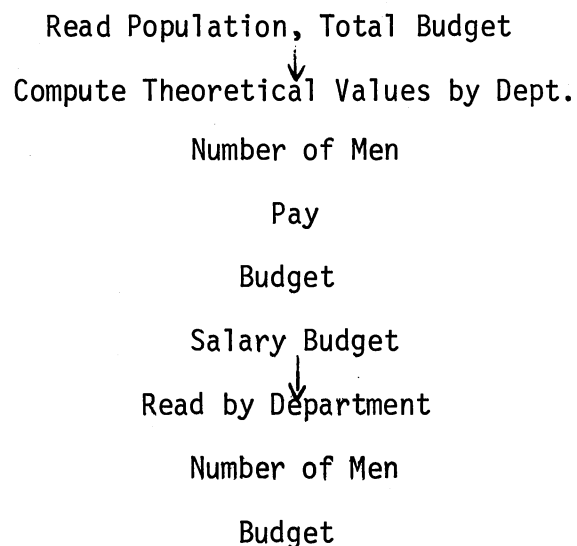 Read Population, Total Budget
Compute Theoretical Values by Dept.
Number of Men
Pay
Budget
Salary Budget
Read by Department
Number of Men
Budget